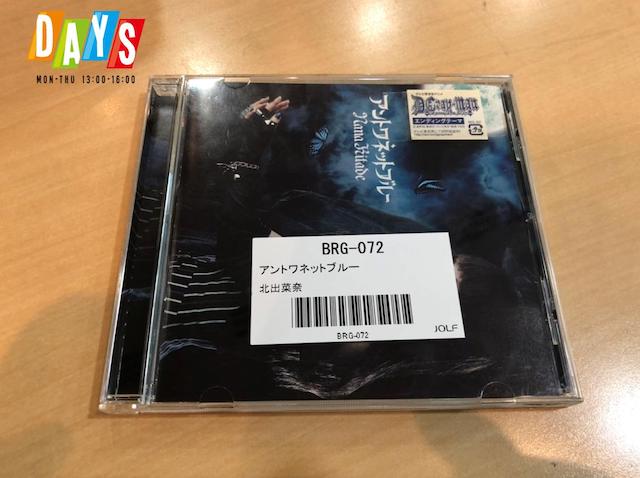 DAYS
MON-THU 13:00-16:00
アントワネットブルー
Nana Kitade
D.Gray-man
エンディングテーマ
BRG-072
アントワネットブルー
北出菜奈
BRG-072
JOLF